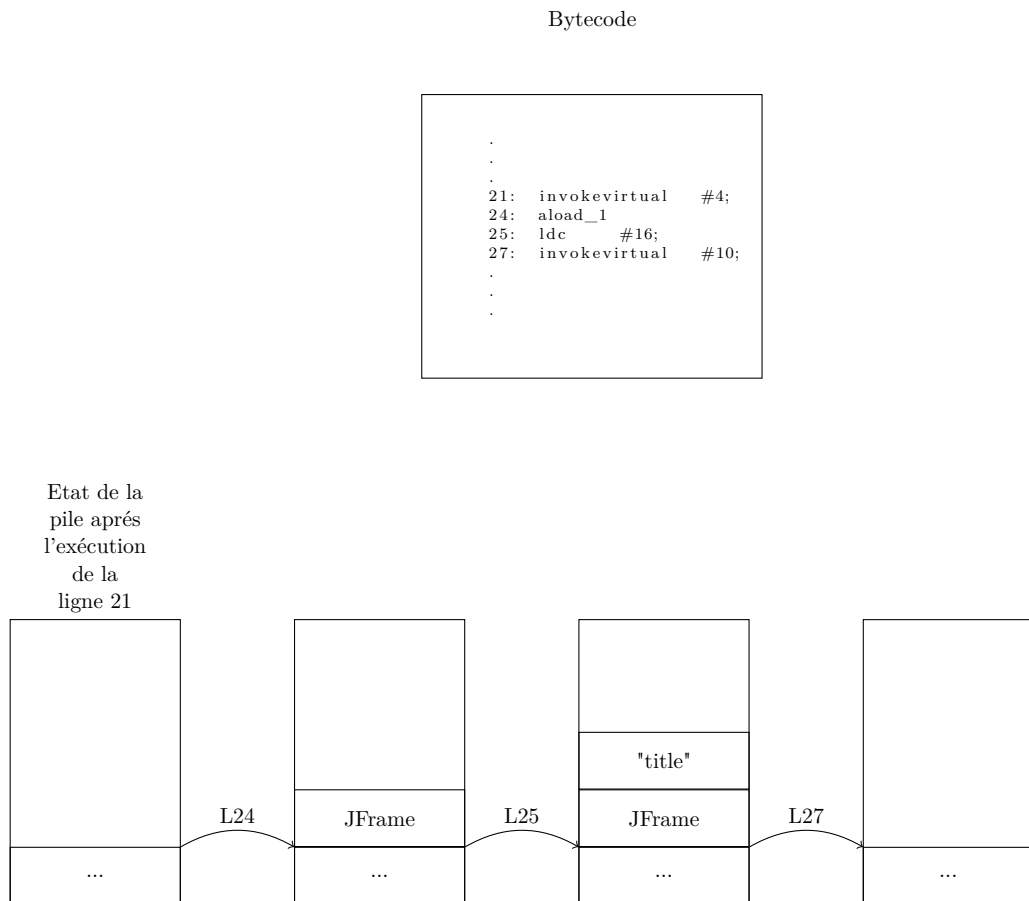 Bytecode
.
.
.
21: invokevirtual #4;
24: aload_1
25: ldc #16;
27: invokevirtual #10;
.
.
.
Etat de la
pile aprés
l'exécution
de la
ligne 21
"title"
L24 JFrame L25 JFrame L27
... ... ... ...